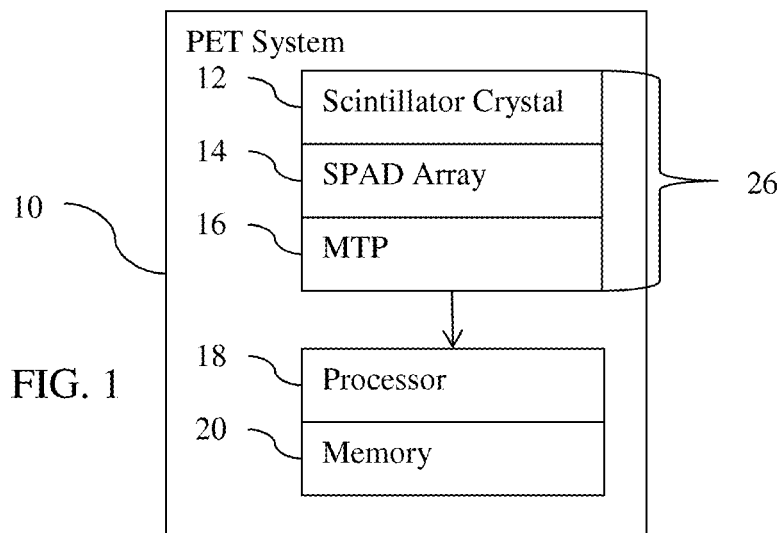 PET System
12
Scintillator Crystal
14
SPAD Array
26
10
16
MTP
18
Processor
FIG. 1
20
Memory